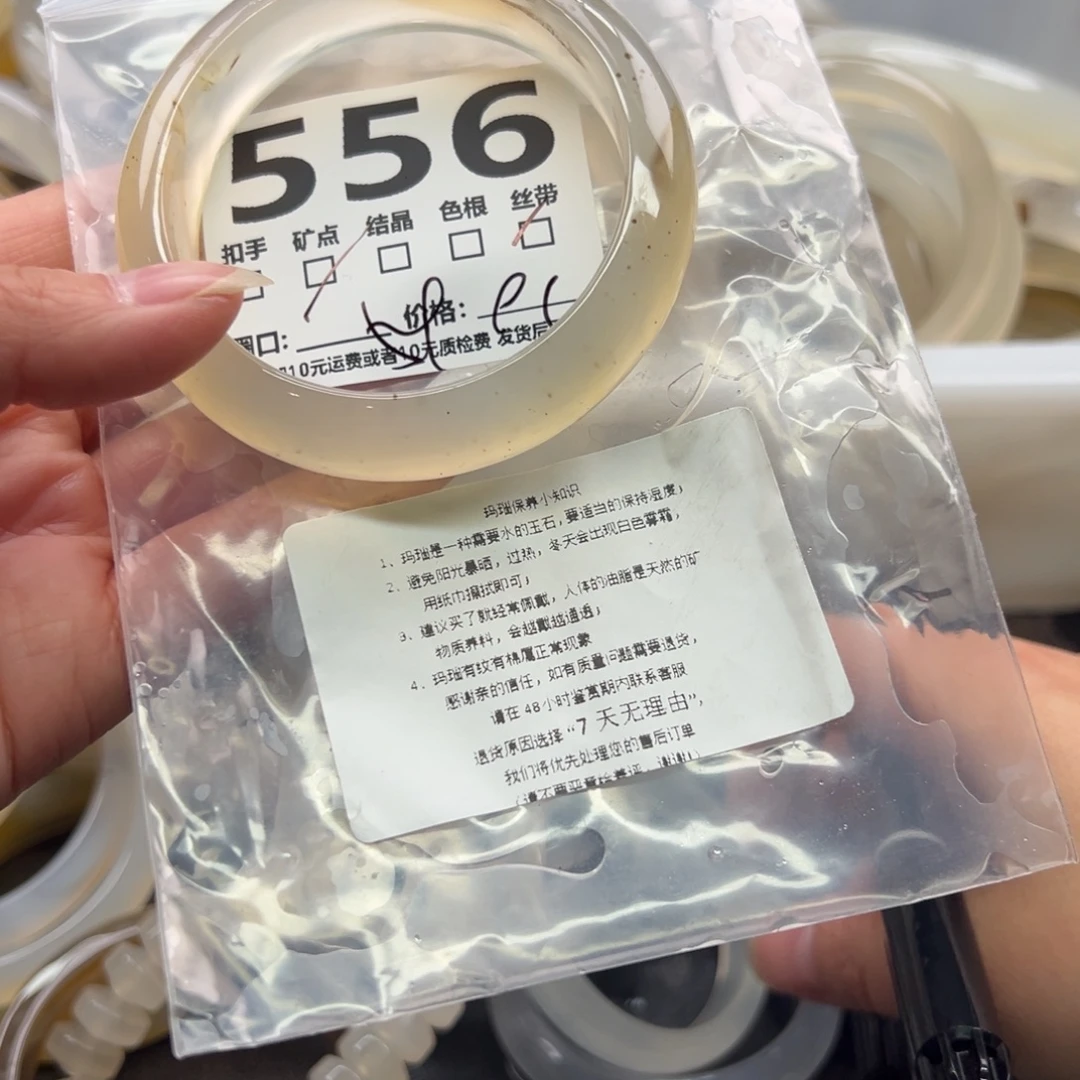 556
扣手 矿点 结晶 色根 丝带
圈口: 价格:
10元运费或者10元质检费 发货后
玛瑙保养小知识
1、玛瑙是一种需要水的玉石,要适当的保持湿度;
2、避免阳光暴晒,过热,冬天会出现白色雾霜,
用纸巾擦拭即可;
3、建议买了就经常佩戴,人体的油脂是天然的矿
物质养料,会越戴越通透;
4、玛瑙有纹有棉属正常现象
感谢亲的信任,如有质量问题需要退货,
请在 48小时鉴赏期内联系客服
退货原因选择“7 天无理由”,
我们将优先处理您的售后订单